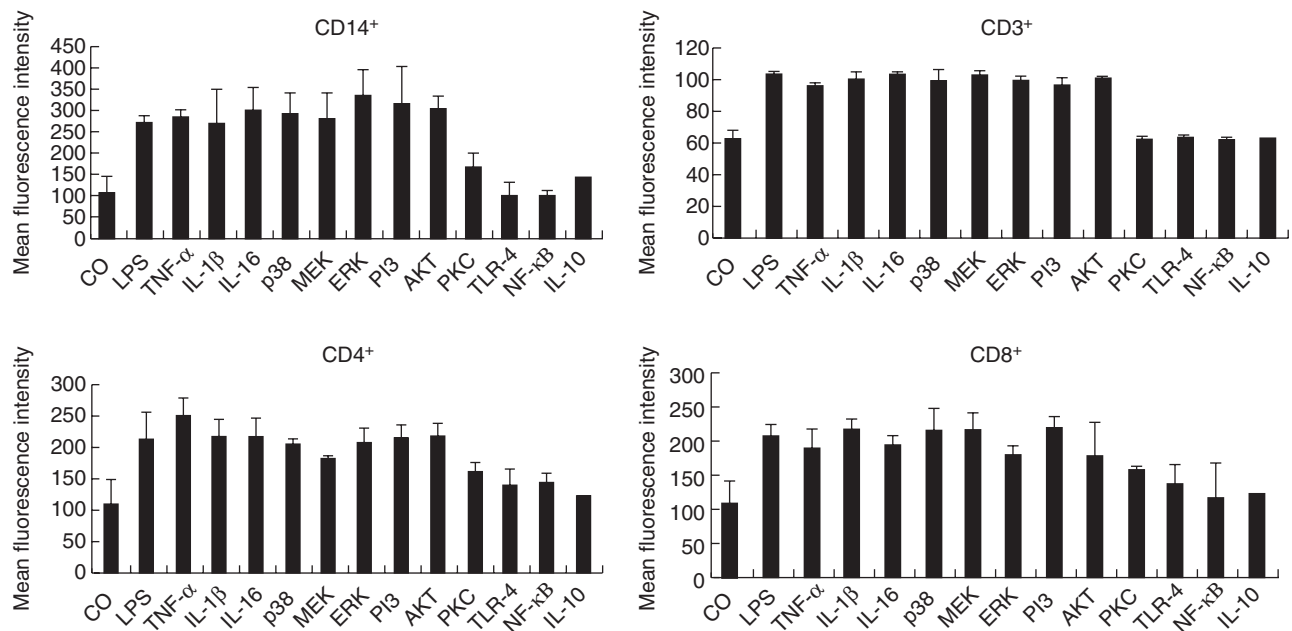 CD14+
Mean fluorescence intensity
450
400
350
300
250
200
150
100
50
0
CO LPS TNF-α IL-1β IL-16 p38 MEK ERK PI3 AKT PKC TLR-4 NF-κB IL-10
CD3+
Mean fluorescence intensity
120
100
80
60
40
20
0
CO LPS TNF-α IL-1β IL-16 p38 MEK ERK PI3 AKT PKC TLR-4 NF-κB IL-10
CD4+
Mean fluorescence intensity
300
250
200
150
100
50
0
CO LPS TNF-α IL-1β IL-16 p38 MEK ERK PI3 AKT PKC TLR-4 NF-κB IL-10
CD8+
Mean fluorescence intensity
300
250
200
150
100
50
0
CO LPS TNF-α IL-1β IL-16 p38 MEK ERK PI3 AKT PKC TLR-4 NF-κB IL-10